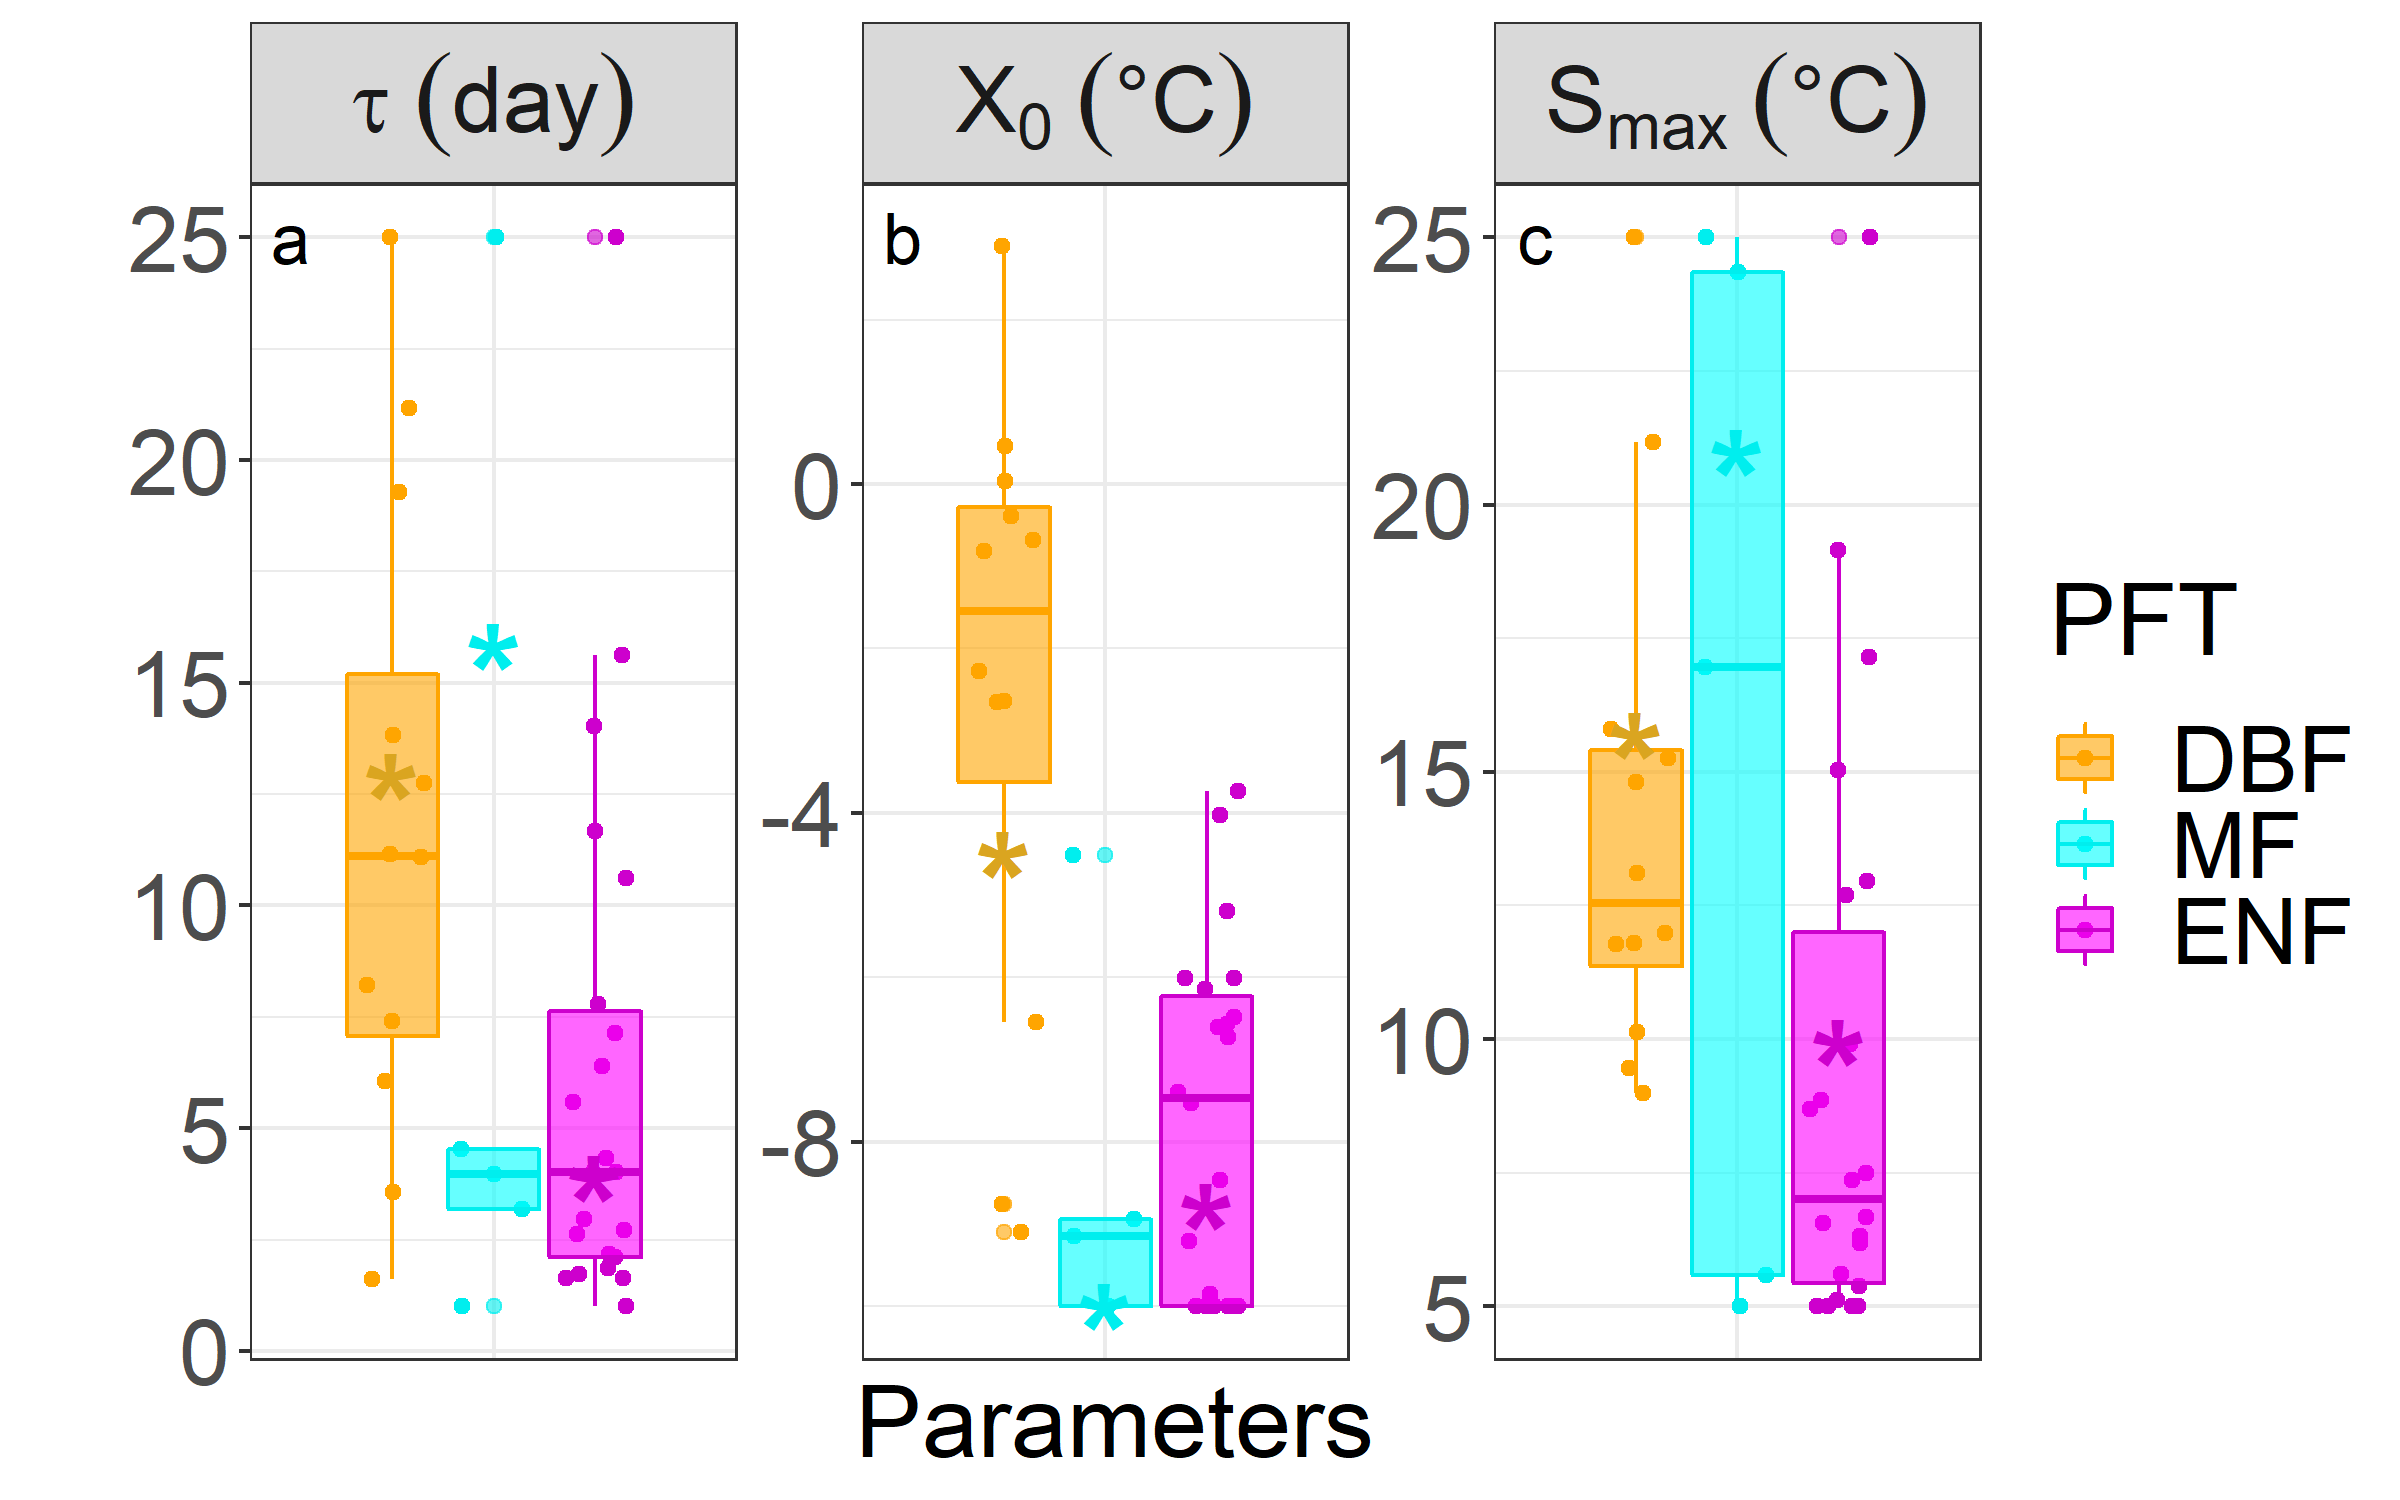 τ (day)
X₀ (°C)
Sₘₐₓ (°C)
a
b
c
25
20
15
10
5
0
0
-4
-8
25
20
15
10
5
Parameters
PFT
DBF
MF
ENF